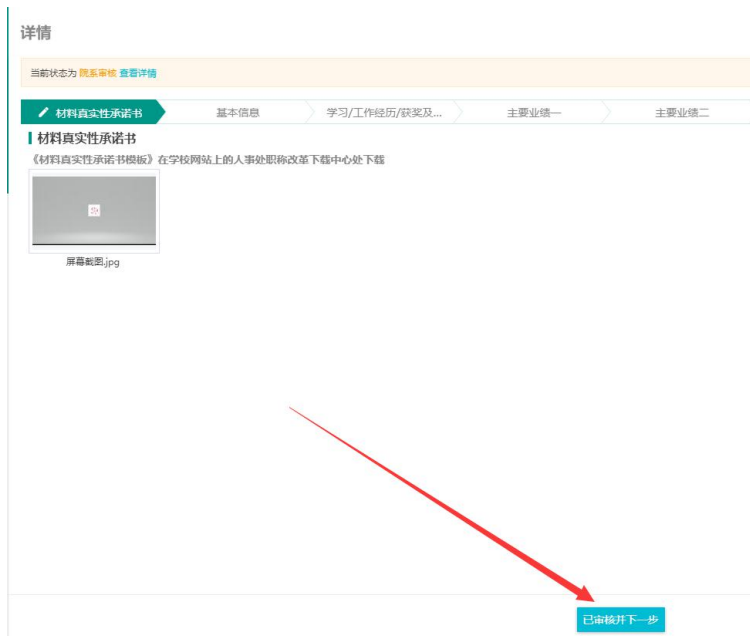 详情
当前状态为 院系审核 查看详情
材料真实性承诺书 基本信息 学习/工作经历/获奖及... 主要业绩一 主要业绩二
材料真实性承诺书
《材料真实性承诺书模板》在学校网站上的人事处职称改革下载中心处下载
屏幕截图.jpg
已审核并下一步